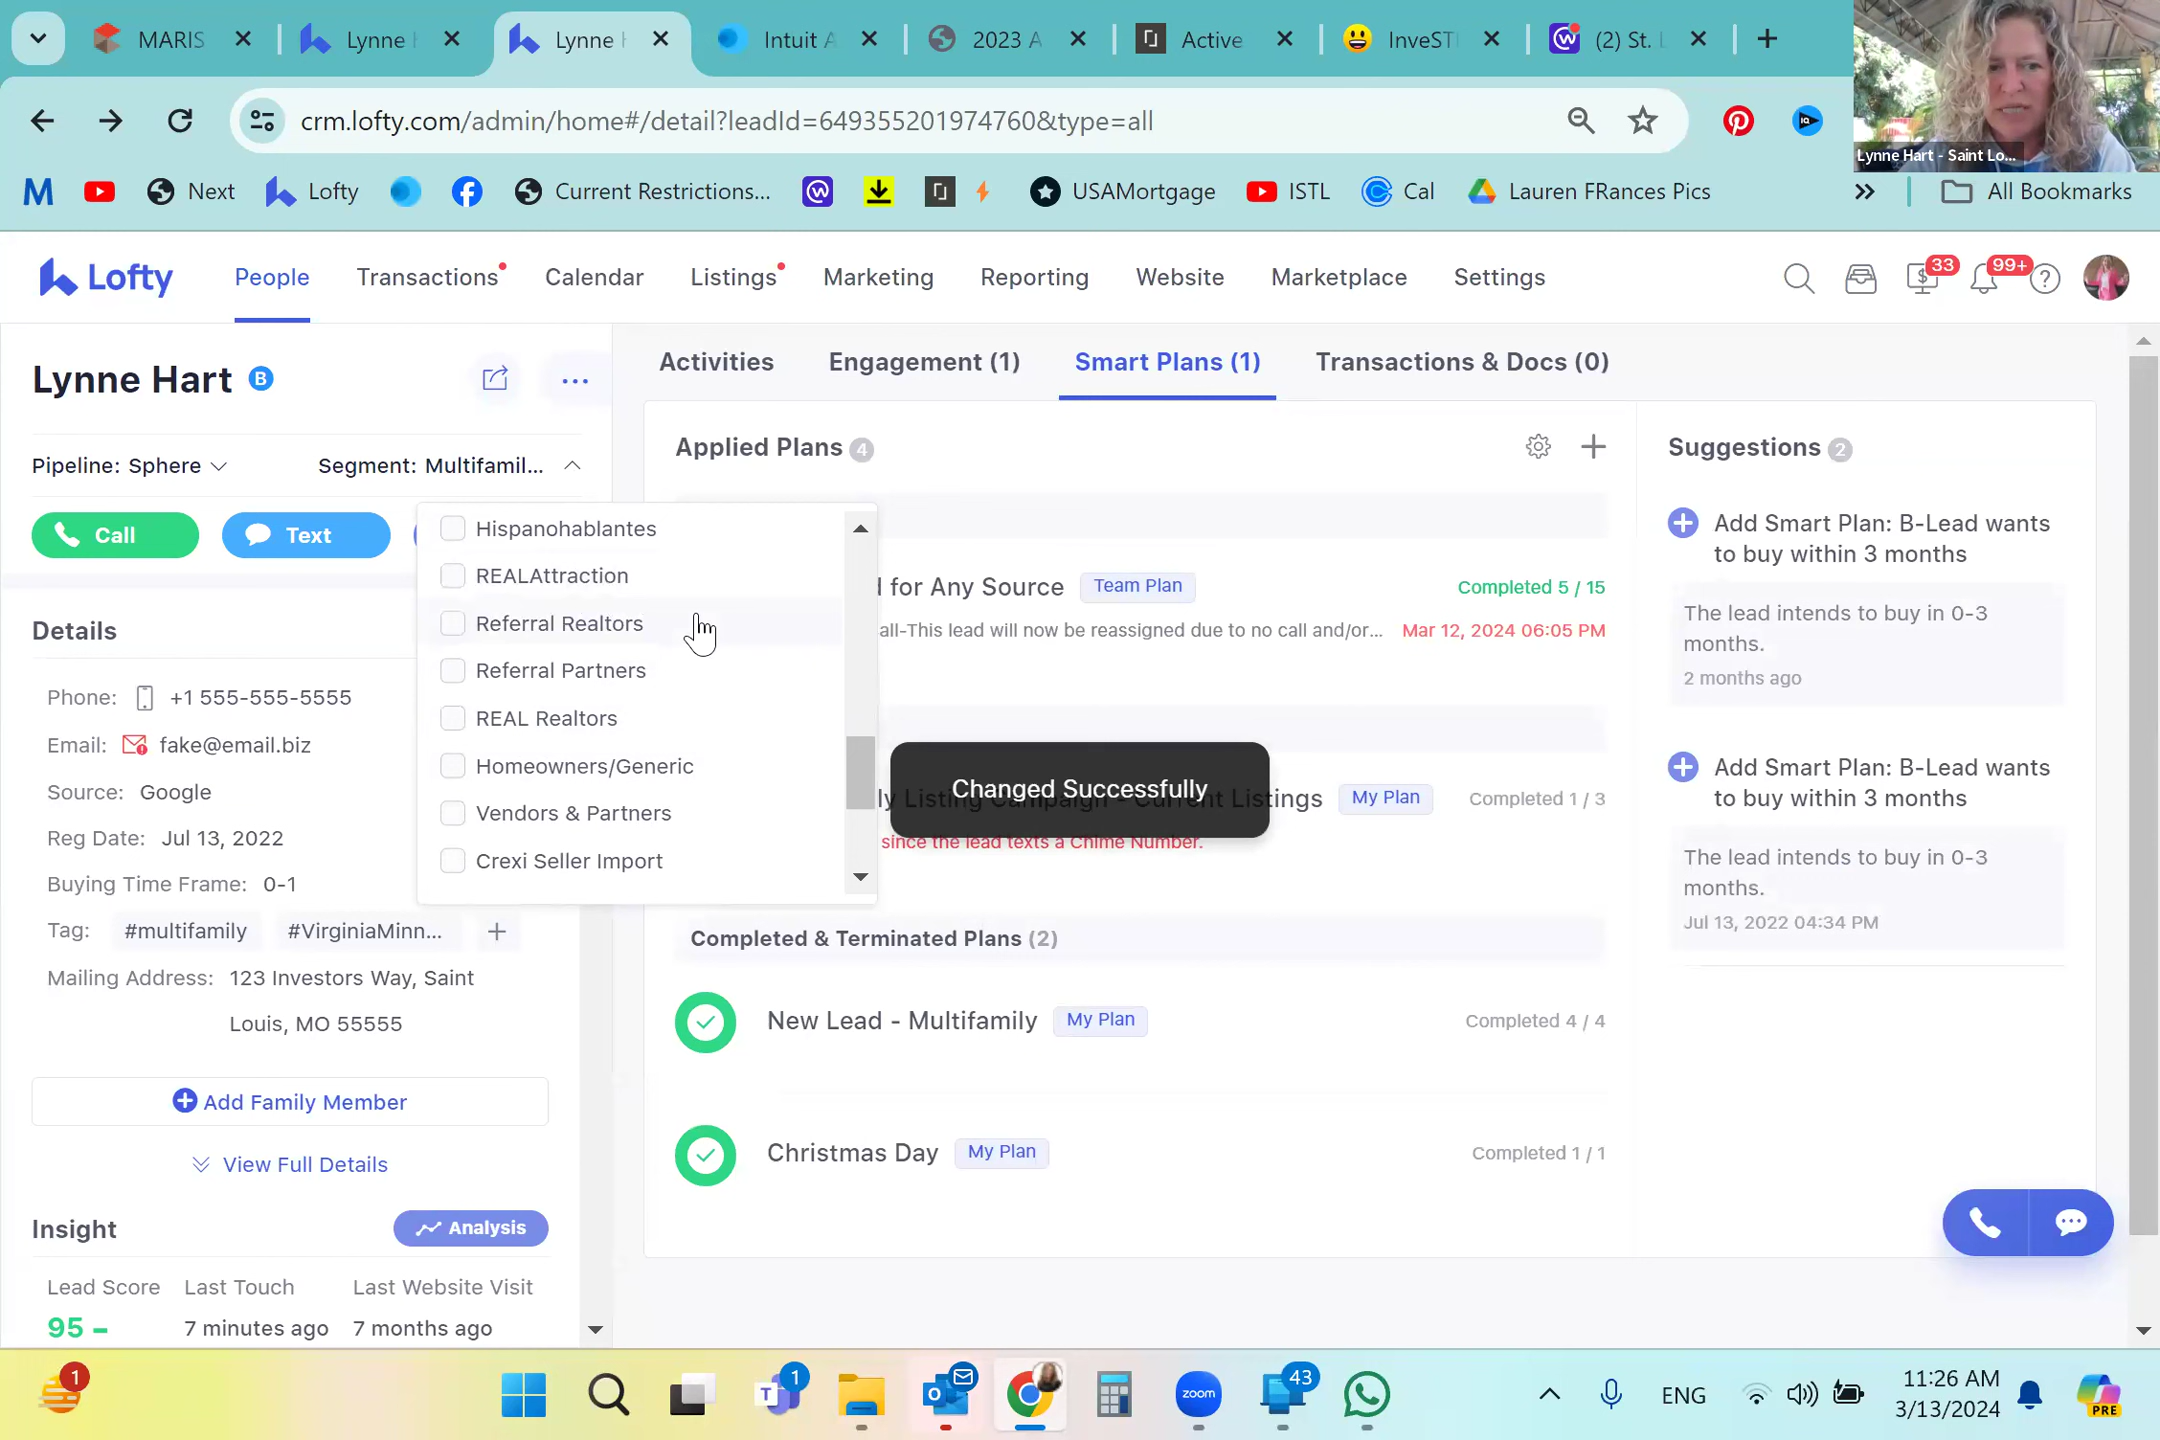 MARIS
Lynne
Lynne
Intuit
2023
Active
InveST
(2) St.
crm.lofty.com/admin/home#/detail?leadId=649355201974760&type=all
Next
Lofty
Current Restrictions...
USAMortgage
ISTL
Cal
Lauren FRances Pics
All Bookmarks
Lynne Hart - Saint Lo...
Lofty
People
Transactions
Calendar
Listings
Marketing
Reporting
Website
Marketplace
Settings
33
99+
Lynne Hart B
Pipeline: Sphere
Segment: Multifamil...
Call
Text
Hispanohablantes
REALAttraction
Referral Realtors
Referral Partners
REAL Realtors
Homeowners/Generic
Vendors & Partners
Crexi Seller Import
Details
Phone: +1 555-555-5555
Email: fake@email.biz
Source: Google
Reg Date: Jul 13, 2022
Buying Time Frame: 0-1
Tag: #multifamily #VirginiaMinn...
Mailing Address: 123 Investors Way, Saint
Louis, MO 55555
Add Family Member
View Full Details
Insight
Analysis
Lead Score Last Touch Last Website Visit
95 – 7 minutes ago 7 months ago
Activities
Engagement (1)
Smart Plans (1)
Transactions & Docs (0)
Applied Plans 4
for Any Source Team Plan Completed 5 / 15
all-This lead will now be reassigned due to no call and/or... Mar 12, 2024 06:05 PM
Changed Successfully
ly Listing Campaign - Current Listings My Plan Completed 1 / 3
since the lead texts a Chime Number.
Completed & Terminated Plans (2)
New Lead - Multifamily My Plan Completed 4 / 4
Christmas Day My Plan Completed 1 / 1
Suggestions 2
Add Smart Plan: B-Lead wants
to buy within 3 months
The lead intends to buy in 0-3
months.
2 months ago
Add Smart Plan: B-Lead wants
to buy within 3 months
The lead intends to buy in 0-3
months.
Jul 13, 2022 04:34 PM
1
1
zoom
43
ENG
11:26 AM
3/13/2024
PRE